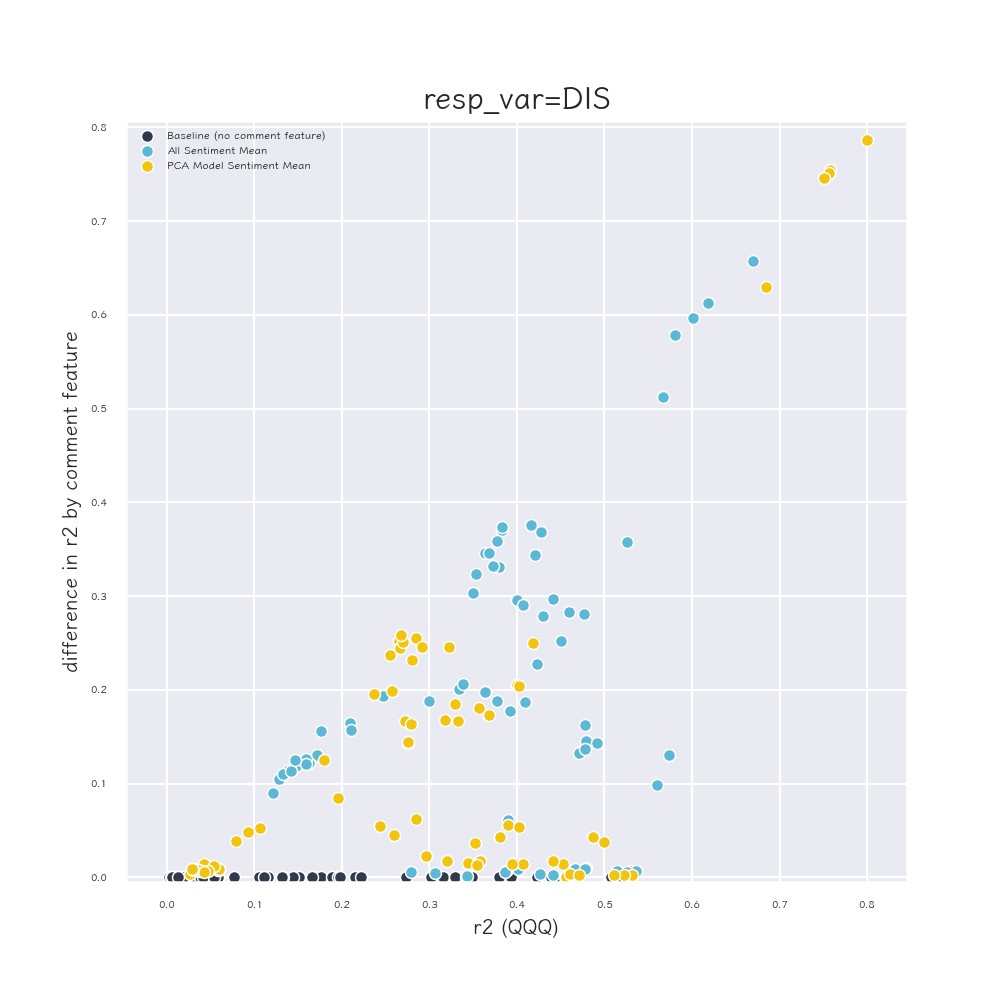 resp_var=DIS
Baseline (no comment feature)
All Sentiment Mean
PCA Model Sentiment Mean
difference in r2 by comment feature
0.8
0.7
0.6
0.5
0.4
0.3
0.2
0.1
0.0
0.0 0.1 0.2 0.3 0.4 0.5 0.6 0.7 0.8
r2 (QQQ)